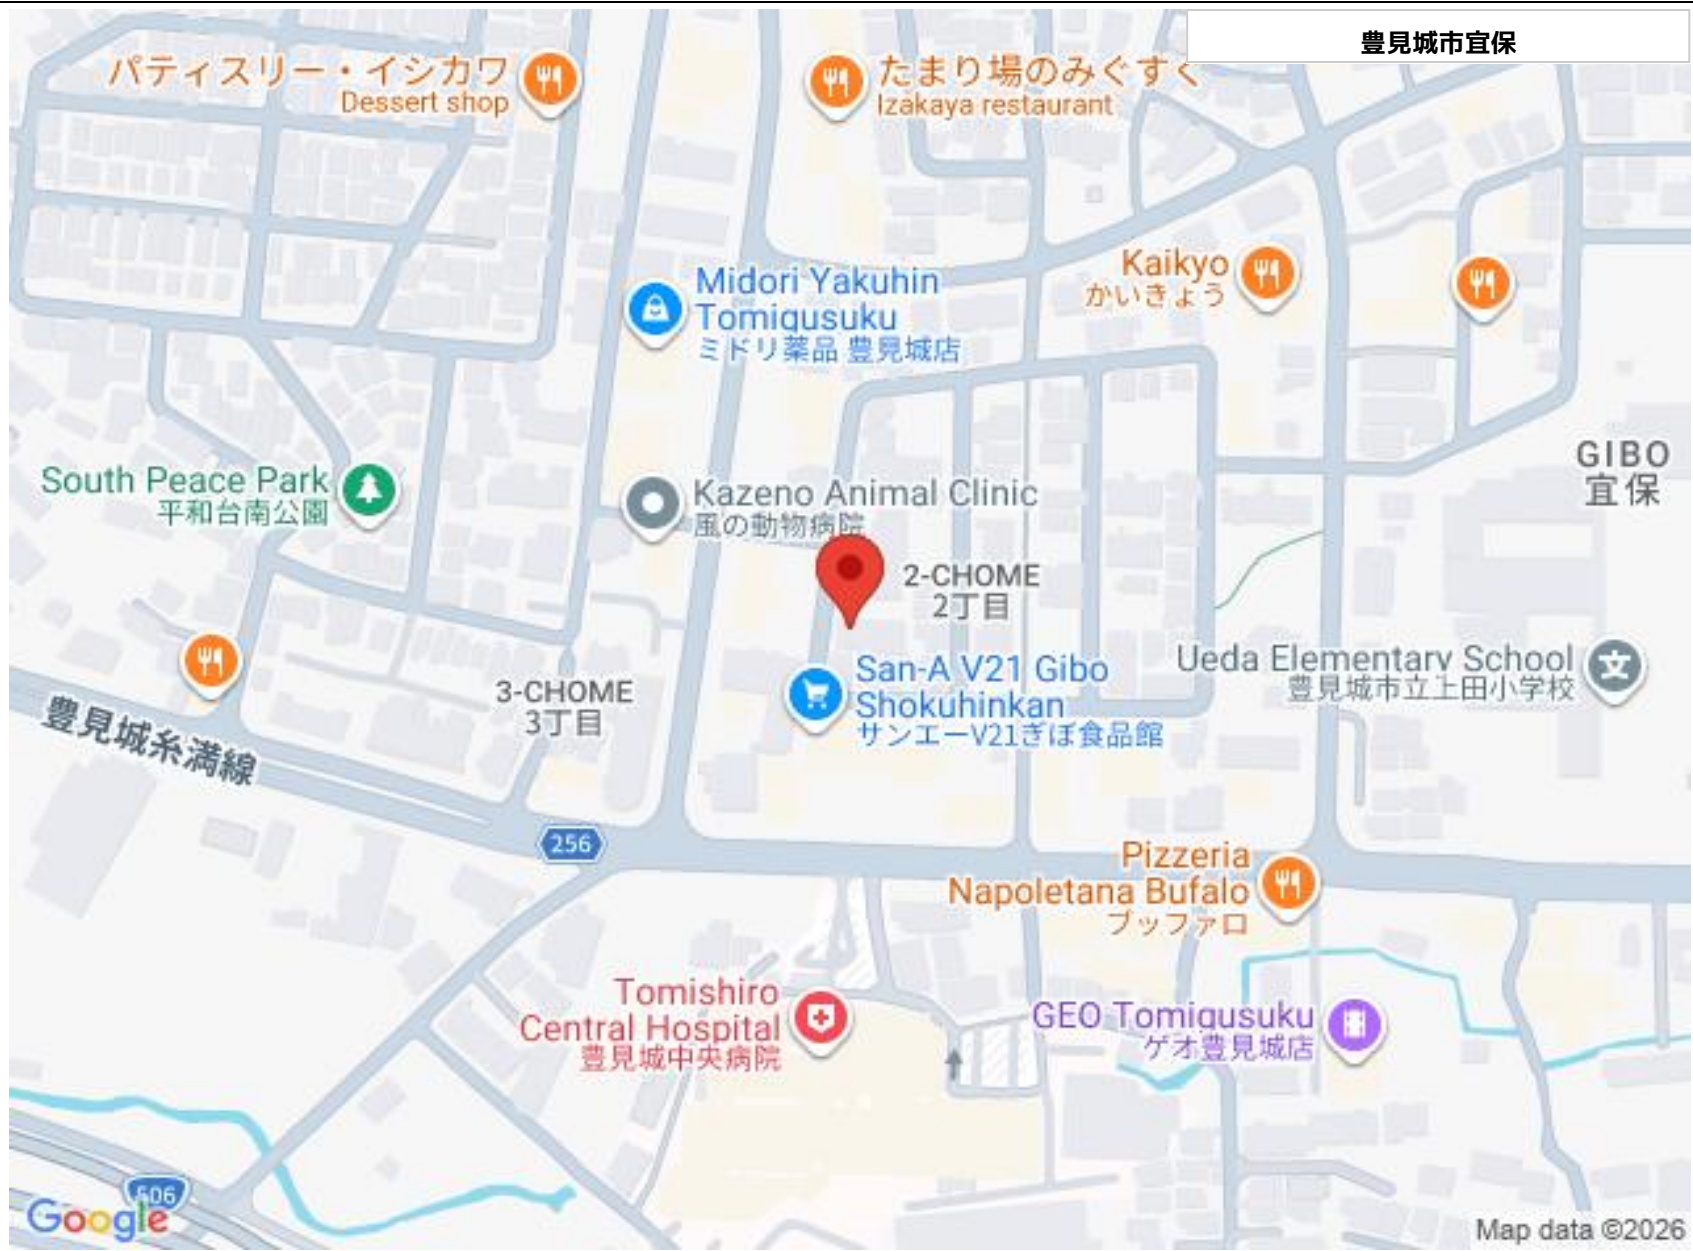 豊見城市宜保
パティスリー・イシカワ
Dessert shop
たまり場のみぐすく
Izakaya restaurant
Midori Yakuhin
Tomigusuku
ミドリ薬品 豊見城店
Kaikyo
かいきょう
GIBO
宜保
South Peace Park
平和台南公園
Kazeno Animal Clinic
風の動物病院
2-CHOME
2丁目
San-A V21 Gibo
Shokuhinkan
サンエーV21ぎぼ食品館
Ueda Elementary School
豊見城市立上田小学校
3-CHOME
3丁目
豊見城糸満線
256
Pizzeria
Napoletana Bufalo
ブッファロ
Tomishiro
Central Hospital
豊見城中央病院
GEO Tomigusuku
ゲオ豊見城店
506
Google
Map data ©2026